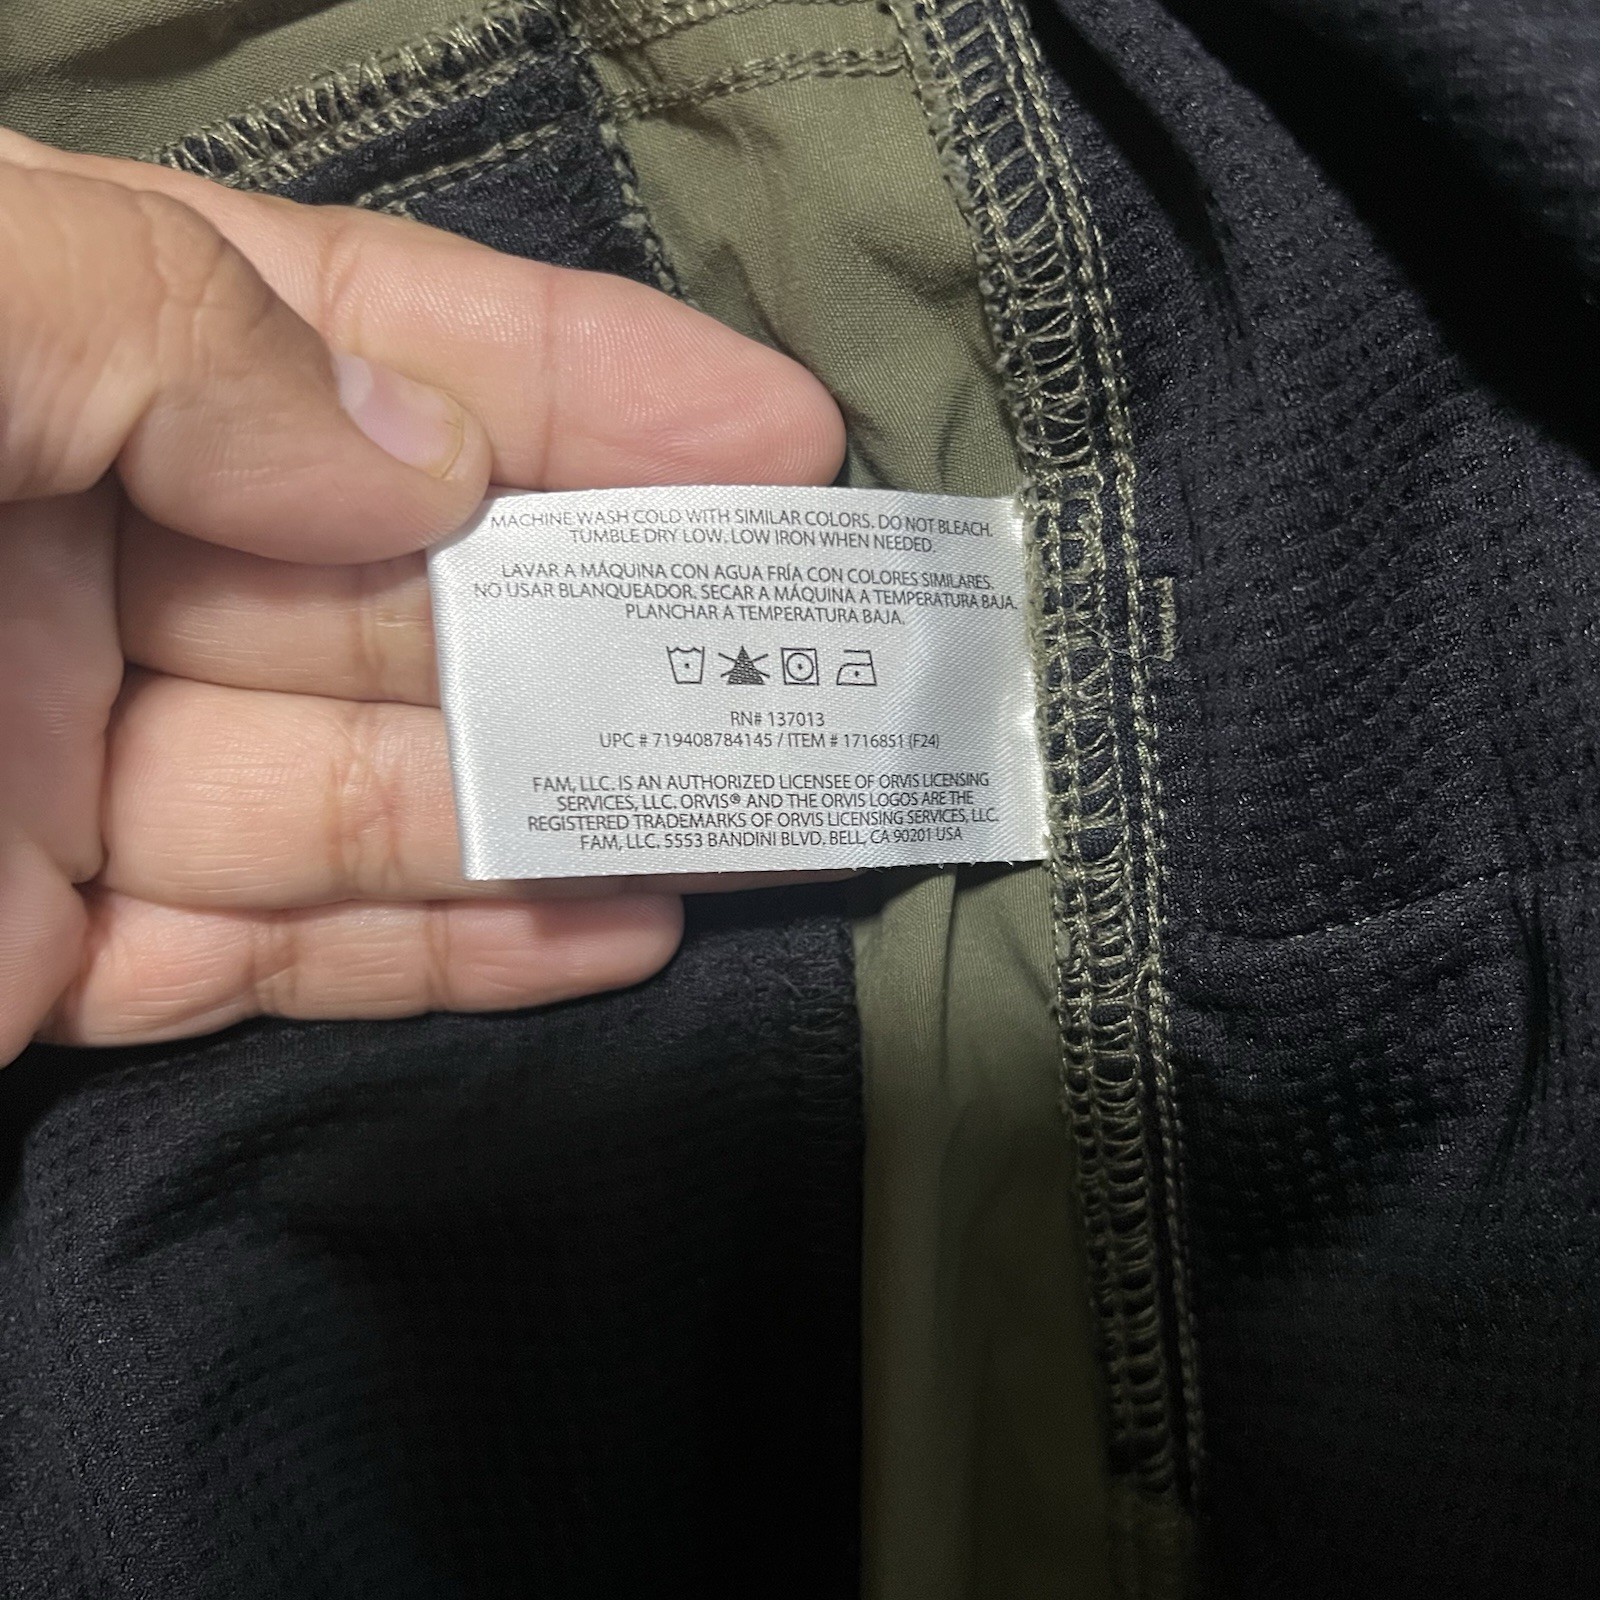 MACHINE WASH COLD WITH SIMILAR COLORS. DO NOT BLEACH.
TUMBLE DRY LOW. LOW IRON WHEN NEEDED.
LAVAR A MÁQUINA CON AGUA FRÍA CON COLORES SIMILARES.
NO USAR BLANQUEADOR. SECAR A MÁQUINA A TEMPERATURA BAJA.
PLANCHAR A TEMPERATURA BAJA.
RN# 137013
UPC # 719408784145 / ITEM # 1716851 (F24)
FAM, LLC. IS AN AUTHORIZED LICENSEE OF ORVIS LICENSING
SERVICES, LLC. ORVIS® AND THE ORVIS LOGOS ARE THE
REGISTERED TRADEMARKS OF ORVIS LICENSING SERVICES, LLC.
FAM, LLC. 5553 BANDINI BLVD. BELL, CA 90201 USA